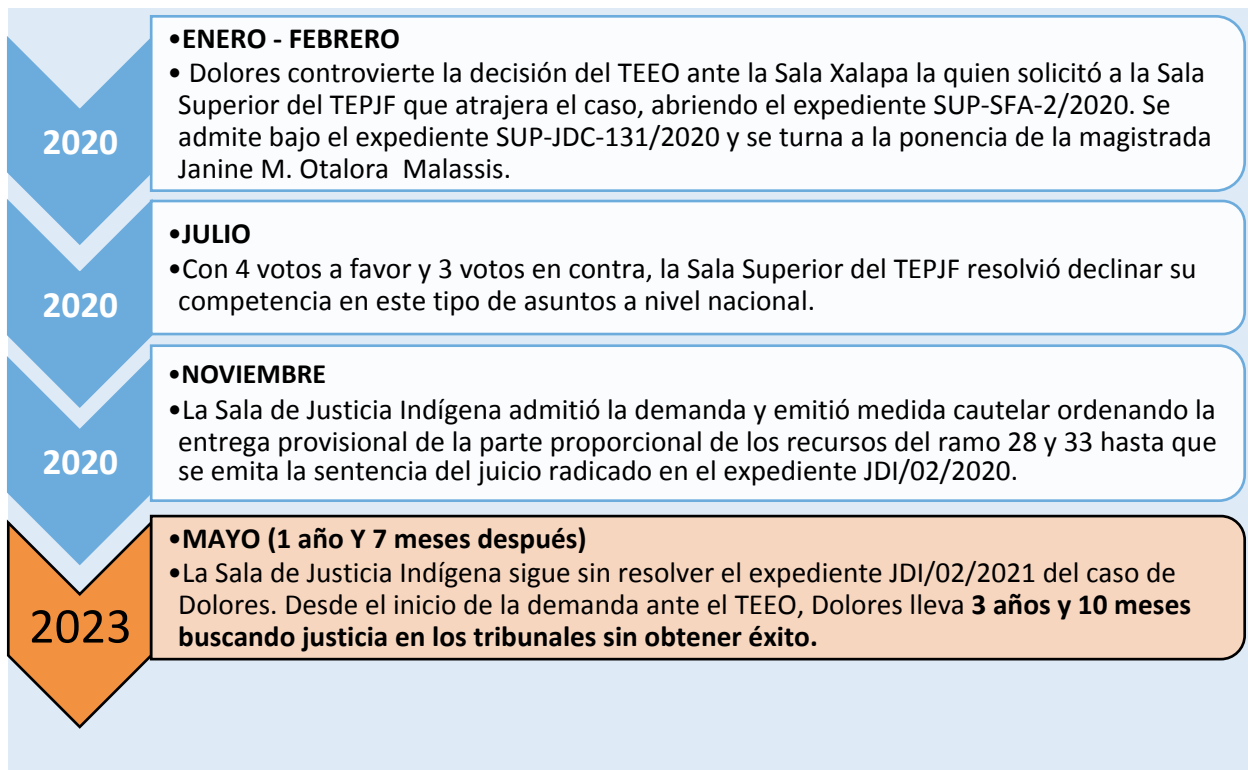 •ENERO - FEBRERO
• Dolores controvierte la decisión del TEEO ante la Sala Xalapa la quien solicitó a la Sala
Superior del TEPJF que atrajera el caso, abriendo el expediente SUP-SFA-2/2020. Se
admite bajo el expediente SUP-JDC-131/2020 y se turna a la ponencia de la magistrada
Janine M. Otalora  Malassis.
2020
•JULIO
•Con 4 votos a favor y 3 votos en contra, la Sala Superior del TEPJF resolvió declinar su
competencia en este tipo de asuntos a nivel nacional.
2020
•NOVIEMBRE
•La Sala de Justicia Indígena admitió la demanda y emitió medida cautelar ordenando la
entrega provisional de la parte proporcional de los recursos del ramo 28 y 33 hasta que
se emita la sentencia del juicio radicado en el expediente JDI/02/2020.
2020
•MAYO (1 año Y 7 meses después)
•La Sala de Justicia Indígena sigue sin resolver el expediente JDI/02/2021 del caso de
Dolores. Desde el inicio de la demanda ante el TEEO, Dolores lleva 3 años y 10 meses
buscando justicia en los tribunales sin obtener éxito.
2023